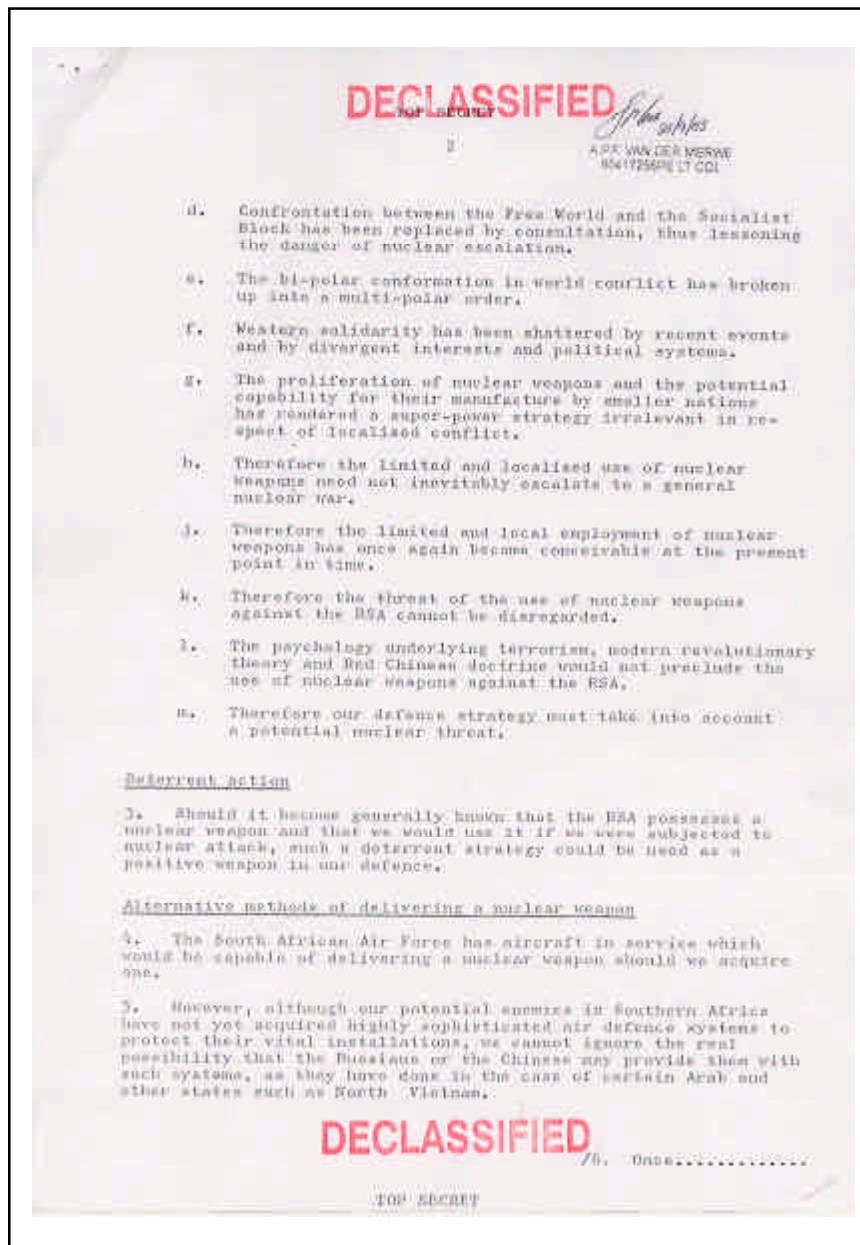 DECLASSIFIED
TOP SECRET
2
A.P.F. VAN DER MERWE
LT COL
d. Confrontation between the Free World and the Socialist
Block has been replaced by consultation, thus lessoning
the danger of nuclear escalation.
e. The bi-polar conformation in world conflict has broken
up into a multi-polar order.
f. Western solidarity has been shattered by recent events
and by divergent interests and political systems.
g. The proliferation of nuclear weapons and the potential
capability for their manufacture by smaller nations
has rendered a super-power strategy irrelevant in re-
spect of localised conflict.
h. Therefore the limited and localised use of nuclear
weapons need not inevitably escalate to a general
nuclear war.
j. Therefore the limited and local employment of nuclear
weapons has once again become conceivable at the present
point in time.
k. Therefore the threat of the use of nuclear weapons
against the RSA cannot be disregarded.
l. The psychology underlying terrorism, modern revolutionary
theory and Red Chinese doctrine would not preclude the
use of nuclear weapons against the RSA.
m. Therefore our defence strategy must take into account
a potential nuclear threat.
Deterrent action
3. Should it become generally known that the RSA possesses a
nuclear weapon and that we would use it if we were subjected to
nuclear attack, such a deterrent strategy could be used as a
positive weapon in our defence.
Alternative methods of delivering a nuclear weapon
4. The South African Air Force has aircraft in service which
would be capable of delivering a nuclear weapon should we acquire
one.
5. However, although our potential enemies in Southern Africa
have not yet acquired highly sophisticated air defence systems to
protect their vital installations, we cannot ignore the real
possibility that the Russians or the Chinese may provide them with
such systems, as they have done in the case of certain Arab and
other states such as North Vietnam.
DECLASSIFIED
/6. Once.............
TOP SECRET